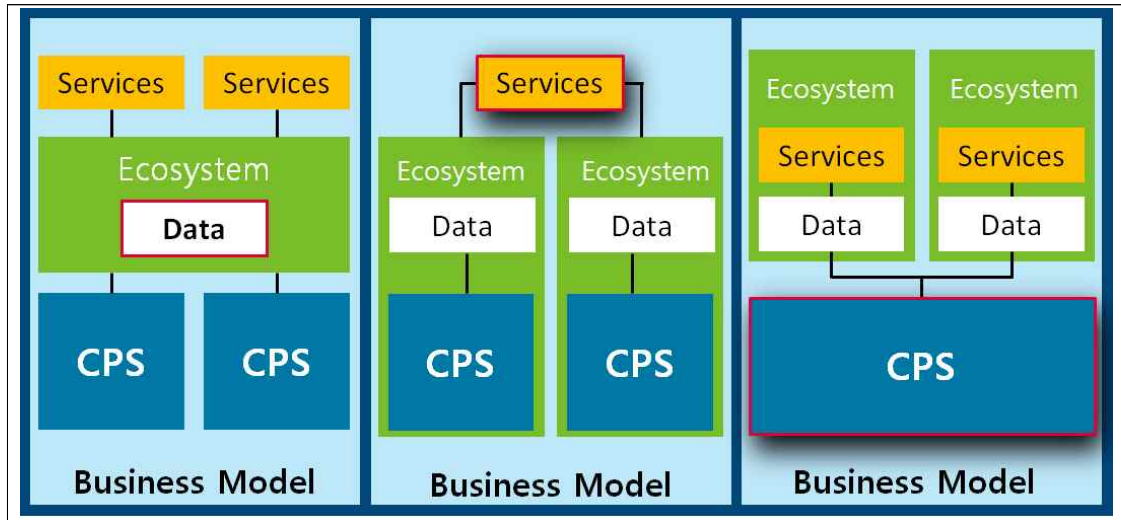 Services
Services
Ecosystem
Data
CPS
CPS
Business Model
Services
Ecosystem
Ecosystem
Data
Data
CPS
CPS
Business Model
Ecosystem
Ecosystem
Services
Services
Data
Data
CPS
Business Model